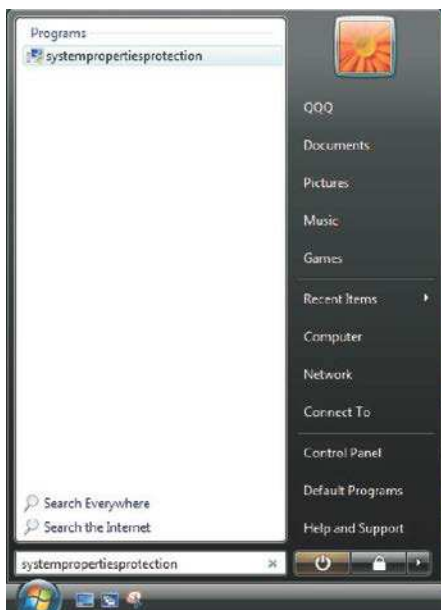 Programs
systempropertiesprotection
Search Everywhere
Search the Internet
systempropertiesprotection
QQQ
Documents
Pictures
Music
Games
Recent Items
Computer
Network
Connect To
Control Panel
Default Programs
Help and Support